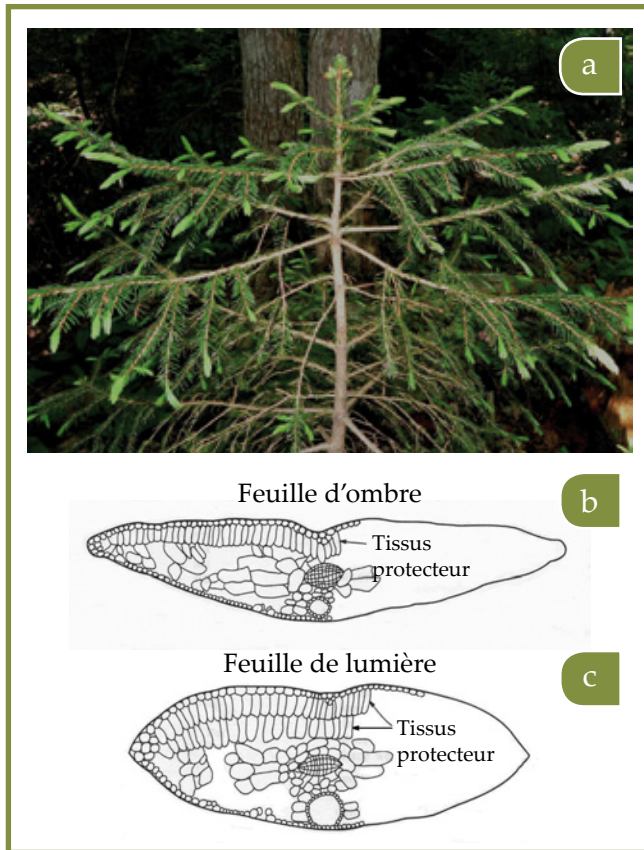 a
Feuille d'ombre
b
Tissus
protecteur
Feuille de lumière
c
Tissus
protecteur